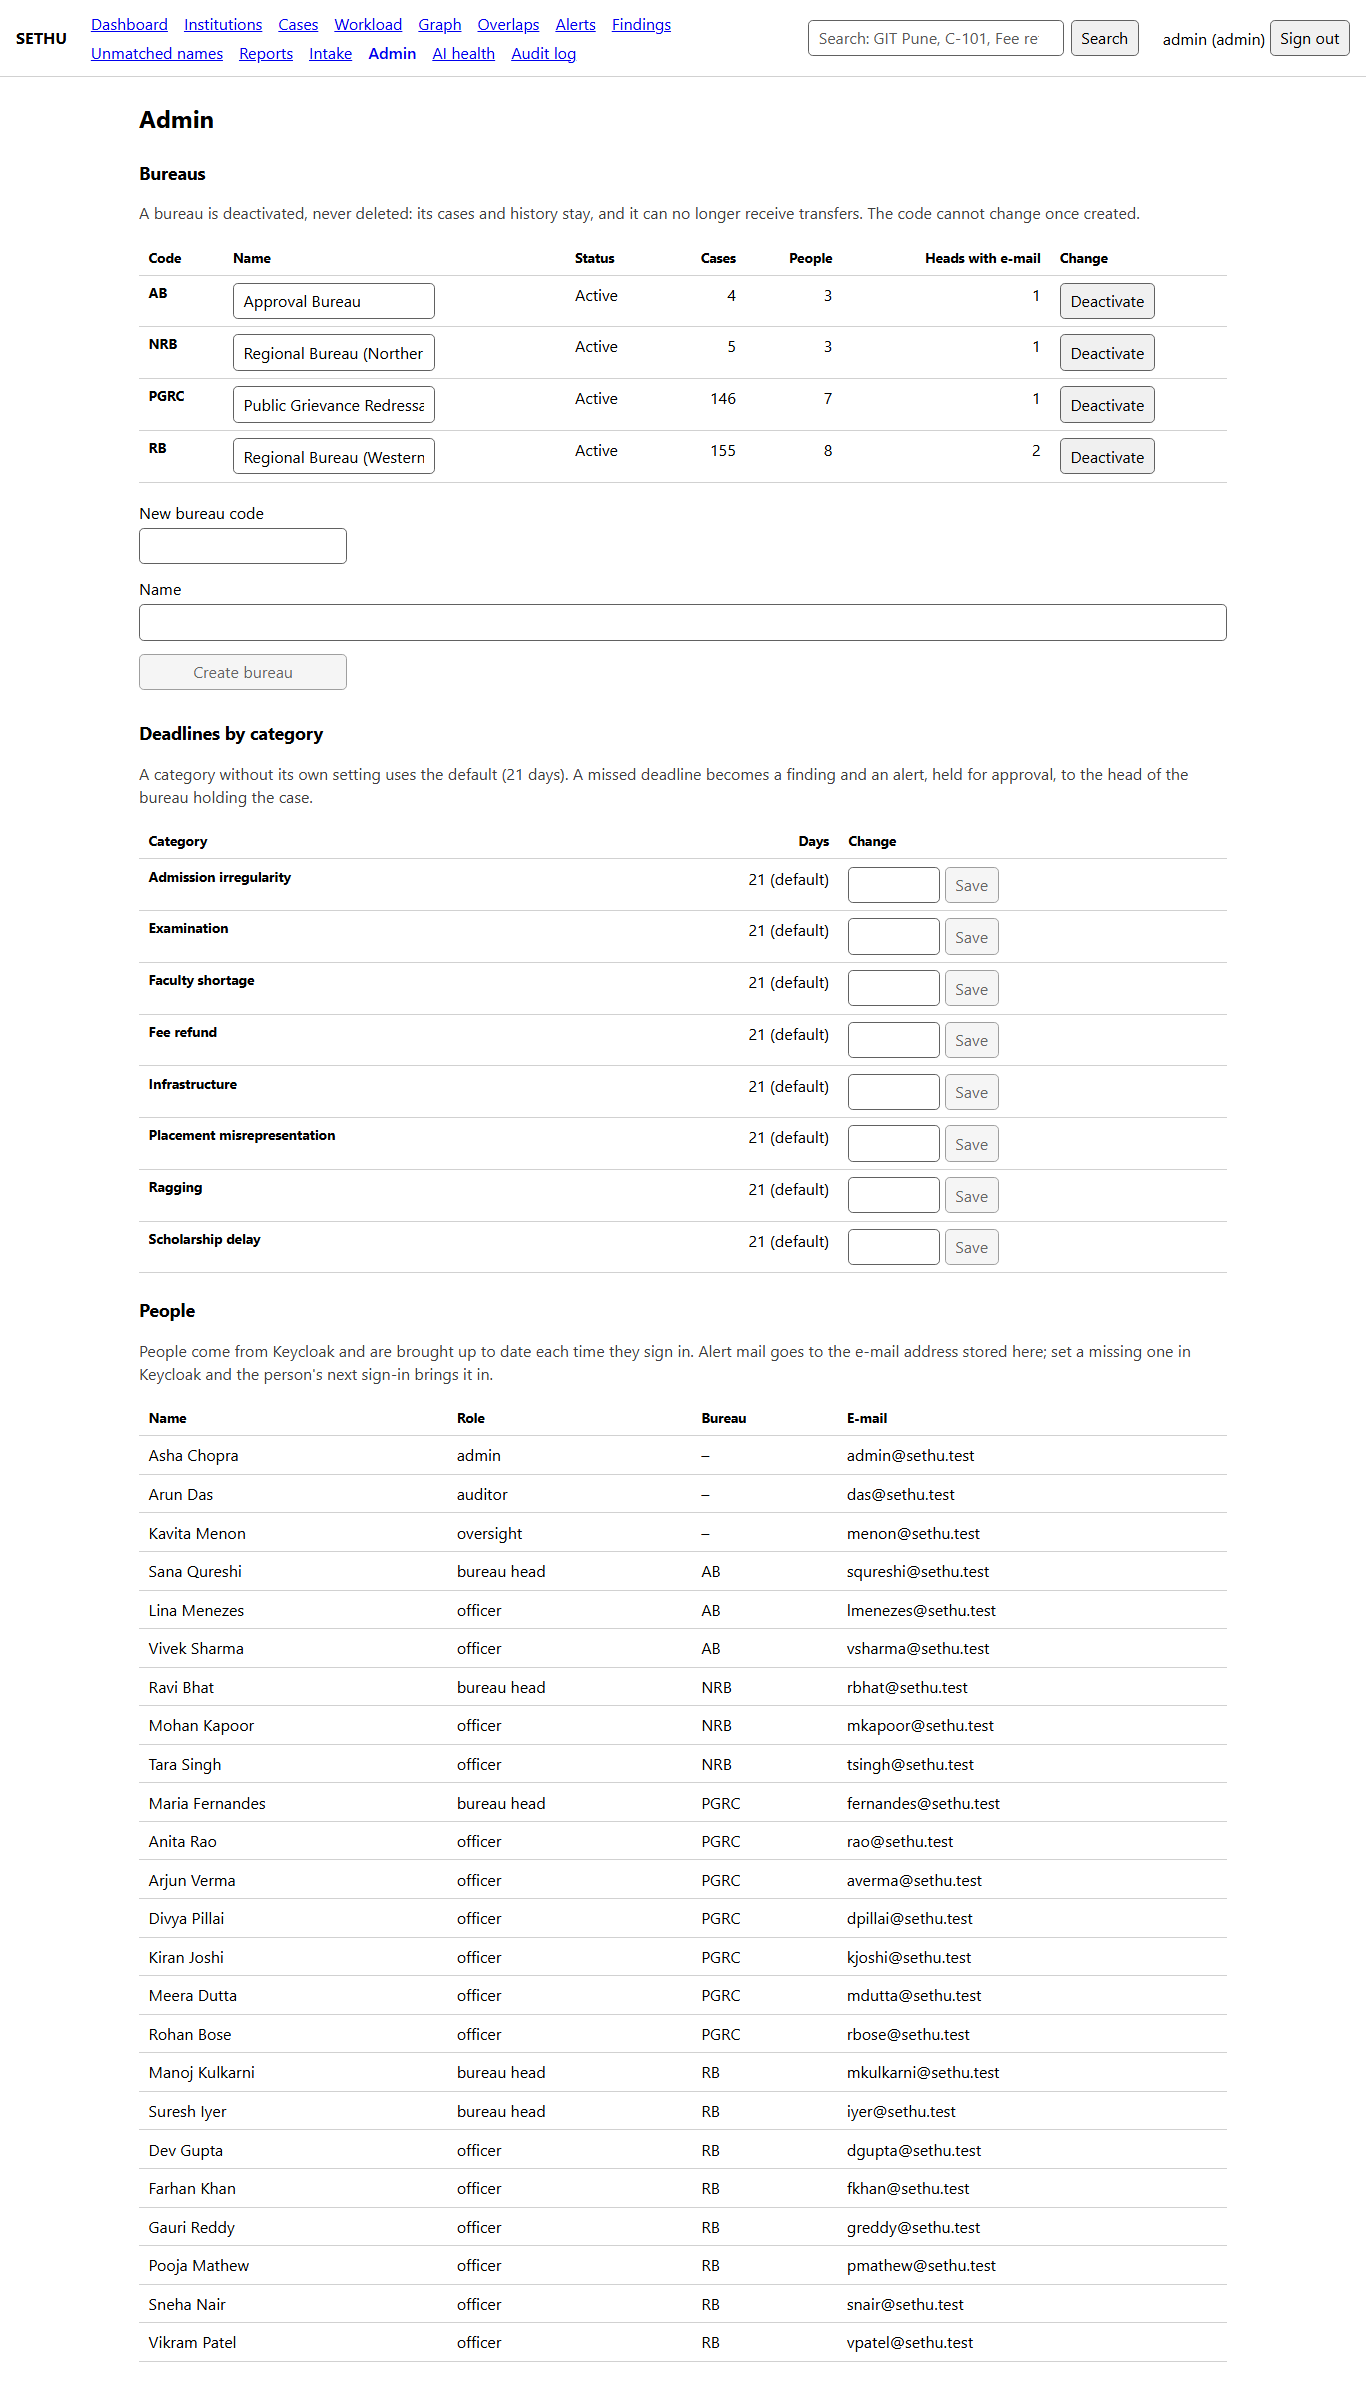 SETHU
Dashboard Institutions Cases Workload Graph Overlaps Alerts Findings
Unmatched names Reports Intake Admin AI health Audit log
Search: GIT Pune, C-101, Fee re Search admin (admin) Sign out
Admin
Bureaus
A bureau is deactivated, never deleted: its cases and history stay, and it can no longer receive transfers. The code cannot change once created.
Code Name Status Cases People Heads with e-mail Change
AB Approval Bureau Active 4 3 1 Deactivate
NRB Regional Bureau (Norther Active 5 3 1 Deactivate
PGRC Public Grievance Redressa Active 146 7 1 Deactivate
RB Regional Bureau (Western Active 155 8 2 Deactivate
New bureau code
Name
Create bureau
Deadlines by category
A category without its own setting uses the default (21 days). A missed deadline becomes a finding and an alert, held for approval, to the head of the
bureau holding the case.
Category Days Change
Admission irregularity 21 (default) Save
Examination 21 (default) Save
Faculty shortage 21 (default) Save
Fee refund 21 (default) Save
Infrastructure 21 (default) Save
Placement misrepresentation 21 (default) Save
Ragging 21 (default) Save
Scholarship delay 21 (default) Save
People
People come from Keycloak and are brought up to date each time they sign in. Alert mail goes to the e-mail address stored here; set a missing one in
Keycloak and the person's next sign-in brings it in.
Name Role Bureau E-mail
Asha Chopra admin – admin@sethu.test
Arun Das auditor – das@sethu.test
Kavita Menon oversight – menon@sethu.test
Sana Qureshi bureau head AB squreshi@sethu.test
Lina Menezes officer AB lmenezes@sethu.test
Vivek Sharma officer AB vsharma@sethu.test
Ravi Bhat bureau head NRB rbhat@sethu.test
Mohan Kapoor officer NRB mkapoor@sethu.test
Tara Singh officer NRB tsingh@sethu.test
Maria Fernandes bureau head PGRC fernandes@sethu.test
Anita Rao officer PGRC rao@sethu.test
Arjun Verma officer PGRC averma@sethu.test
Divya Pillai officer PGRC dpillai@sethu.test
Kiran Joshi officer PGRC kjoshi@sethu.test
Meera Dutta officer PGRC mdutta@sethu.test
Rohan Bose officer PGRC rbose@sethu.test
Manoj Kulkarni bureau head RB mkulkarni@sethu.test
Suresh Iyer bureau head RB iyer@sethu.test
Dev Gupta officer RB dgupta@sethu.test
Farhan Khan officer RB fkhan@sethu.test
Gauri Reddy officer RB greddy@sethu.test
Pooja Mathew officer RB pmathew@sethu.test
Sneha Nair officer RB snair@sethu.test
Vikram Patel officer RB vpatel@sethu.test